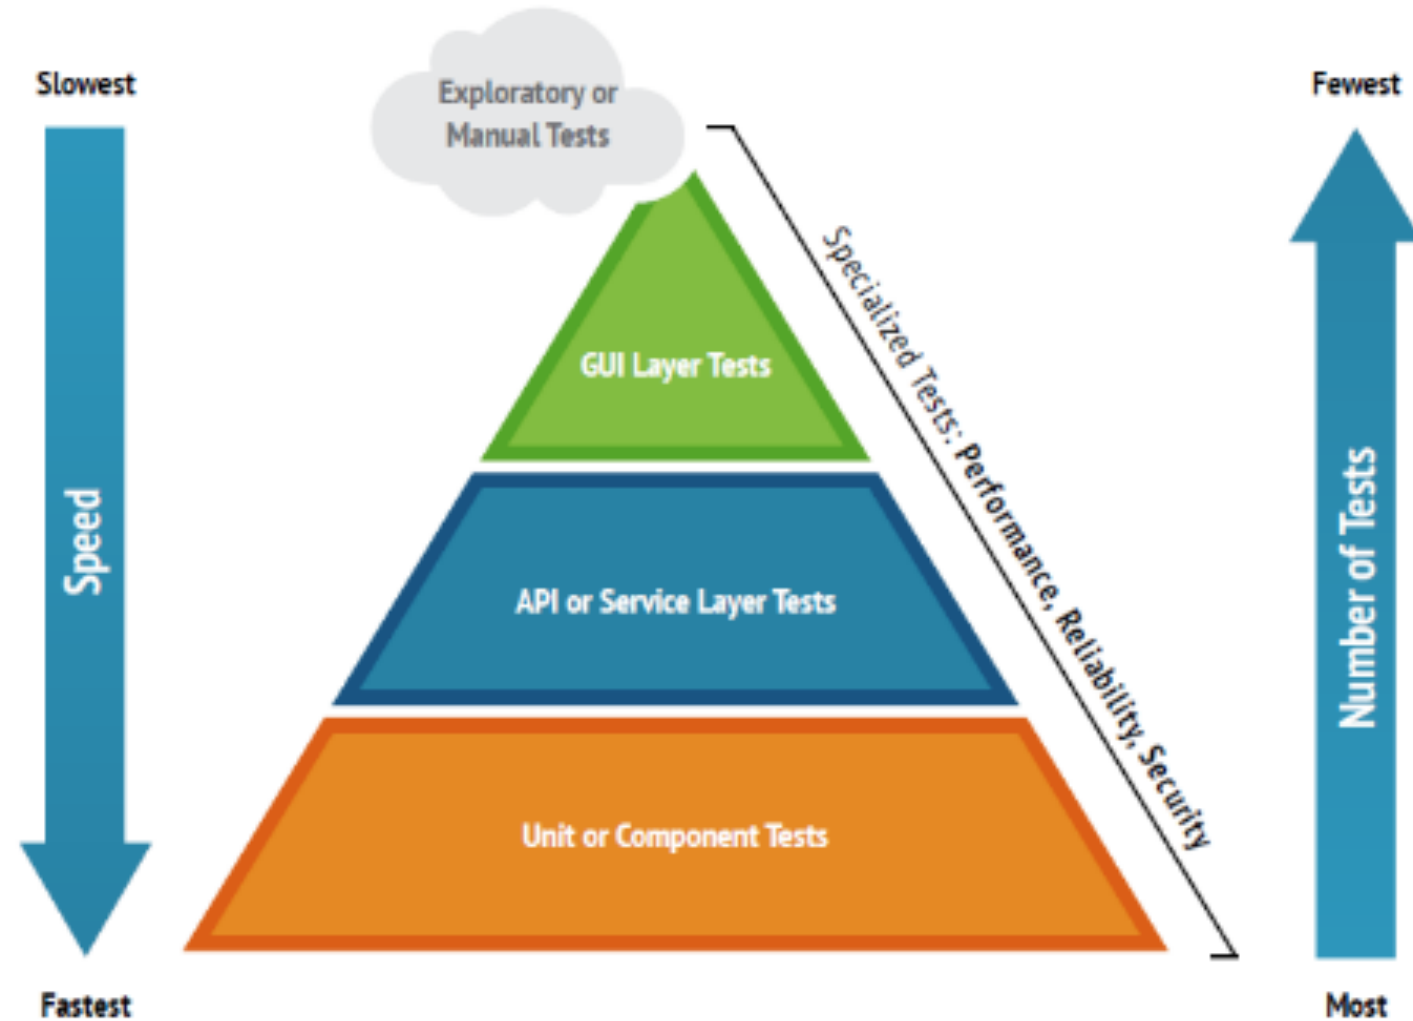 Slowest
Exploratory or
Manual Tests
Fewest
GUI Layer Tests
Specialized Tests: Performance, Reliability, Security
Speed
Number of Tests
API or Service Layer Tests
Unit or Component Tests
Fastest
Most